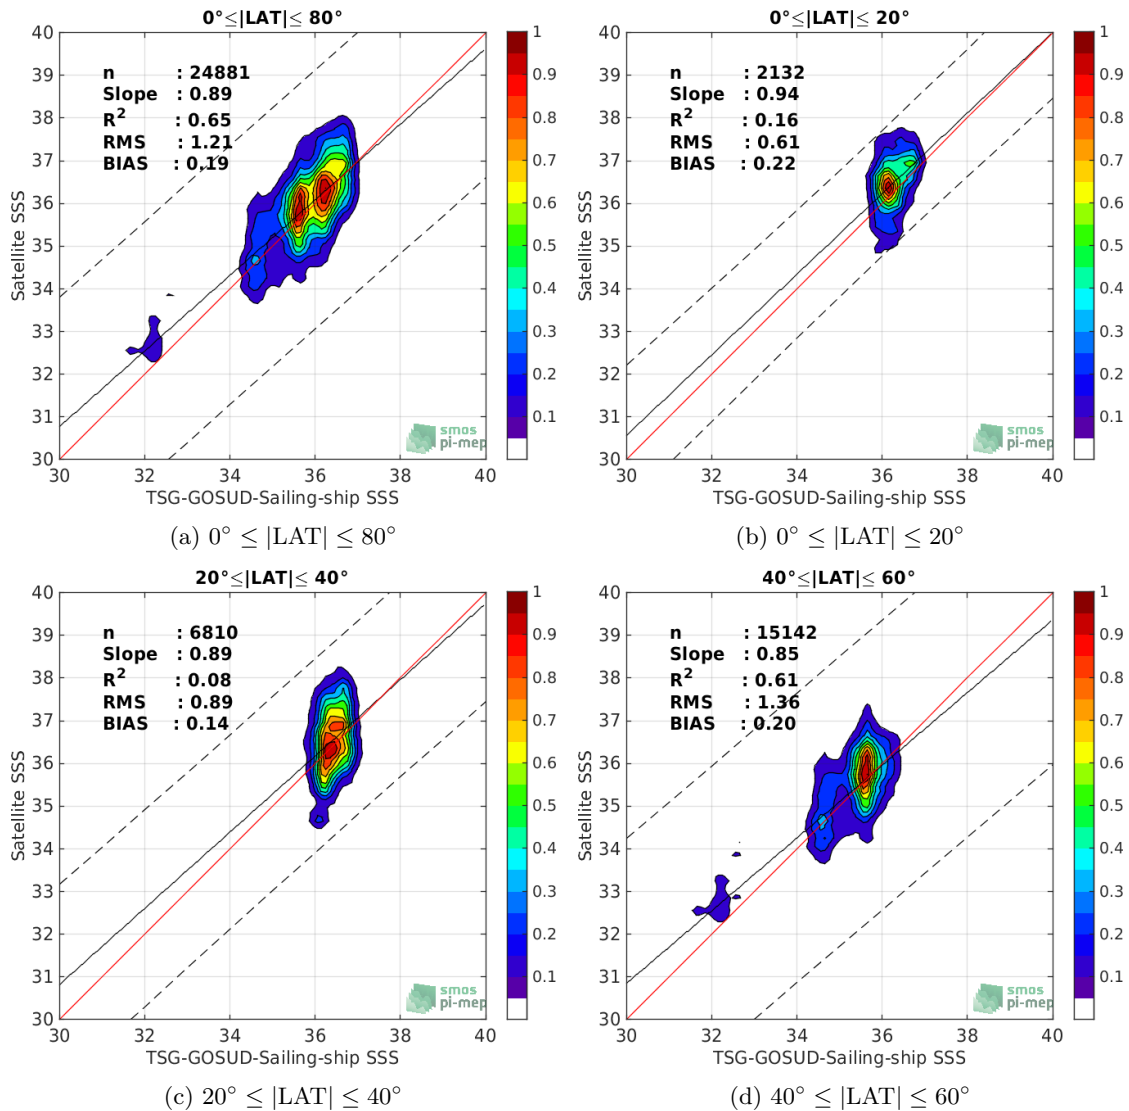 0°≤|LAT|≤ 80°
n : 24881
Slope : 0.89
R² : 0.65
RMS : 1.21
BIAS : 0.19
40
39
38
37
36
35
34
33
32
31
30
30 32 34 36 38 40
Satellite SSS
TSG-GOSUD-Sailing-ship SSS
1
0.9
0.8
0.7
0.6
0.5
0.4
0.3
0.2
0.1
smos
pi-mep
(a) 0° ≤ |LAT| ≤ 80°
0°≤|LAT|≤ 20°
n : 2132
Slope : 0.94
R² : 0.16
RMS : 0.61
BIAS : 0.22
40
39
38
37
36
35
34
33
32
31
30
30 32 34 36 38 40
Satellite SSS
TSG-GOSUD-Sailing-ship SSS
1
0.9
0.8
0.7
0.6
0.5
0.4
0.3
0.2
0.1
smos
pi-mep
(b) 0° ≤ |LAT| ≤ 20°
20°≤|LAT|≤ 40°
n : 6810
Slope : 0.89
R² : 0.08
RMS : 0.89
BIAS : 0.14
40
39
38
37
36
35
34
33
32
31
30
30 32 34 36 38 40
Satellite SSS
TSG-GOSUD-Sailing-ship SSS
1
0.9
0.8
0.7
0.6
0.5
0.4
0.3
0.2
0.1
smos
pi-mep
(c) 20° ≤ |LAT| ≤ 40°
40°≤|LAT|≤ 60°
n : 15142
Slope : 0.85
R² : 0.61
RMS : 1.36
BIAS : 0.20
40
39
38
37
36
35
34
33
32
31
30
30 32 34 36 38 40
Satellite SSS
TSG-GOSUD-Sailing-ship SSS
1
0.9
0.8
0.7
0.6
0.5
0.4
0.3
0.2
0.1
smos
pi-mep
(d) 40° ≤ |LAT| ≤ 60°